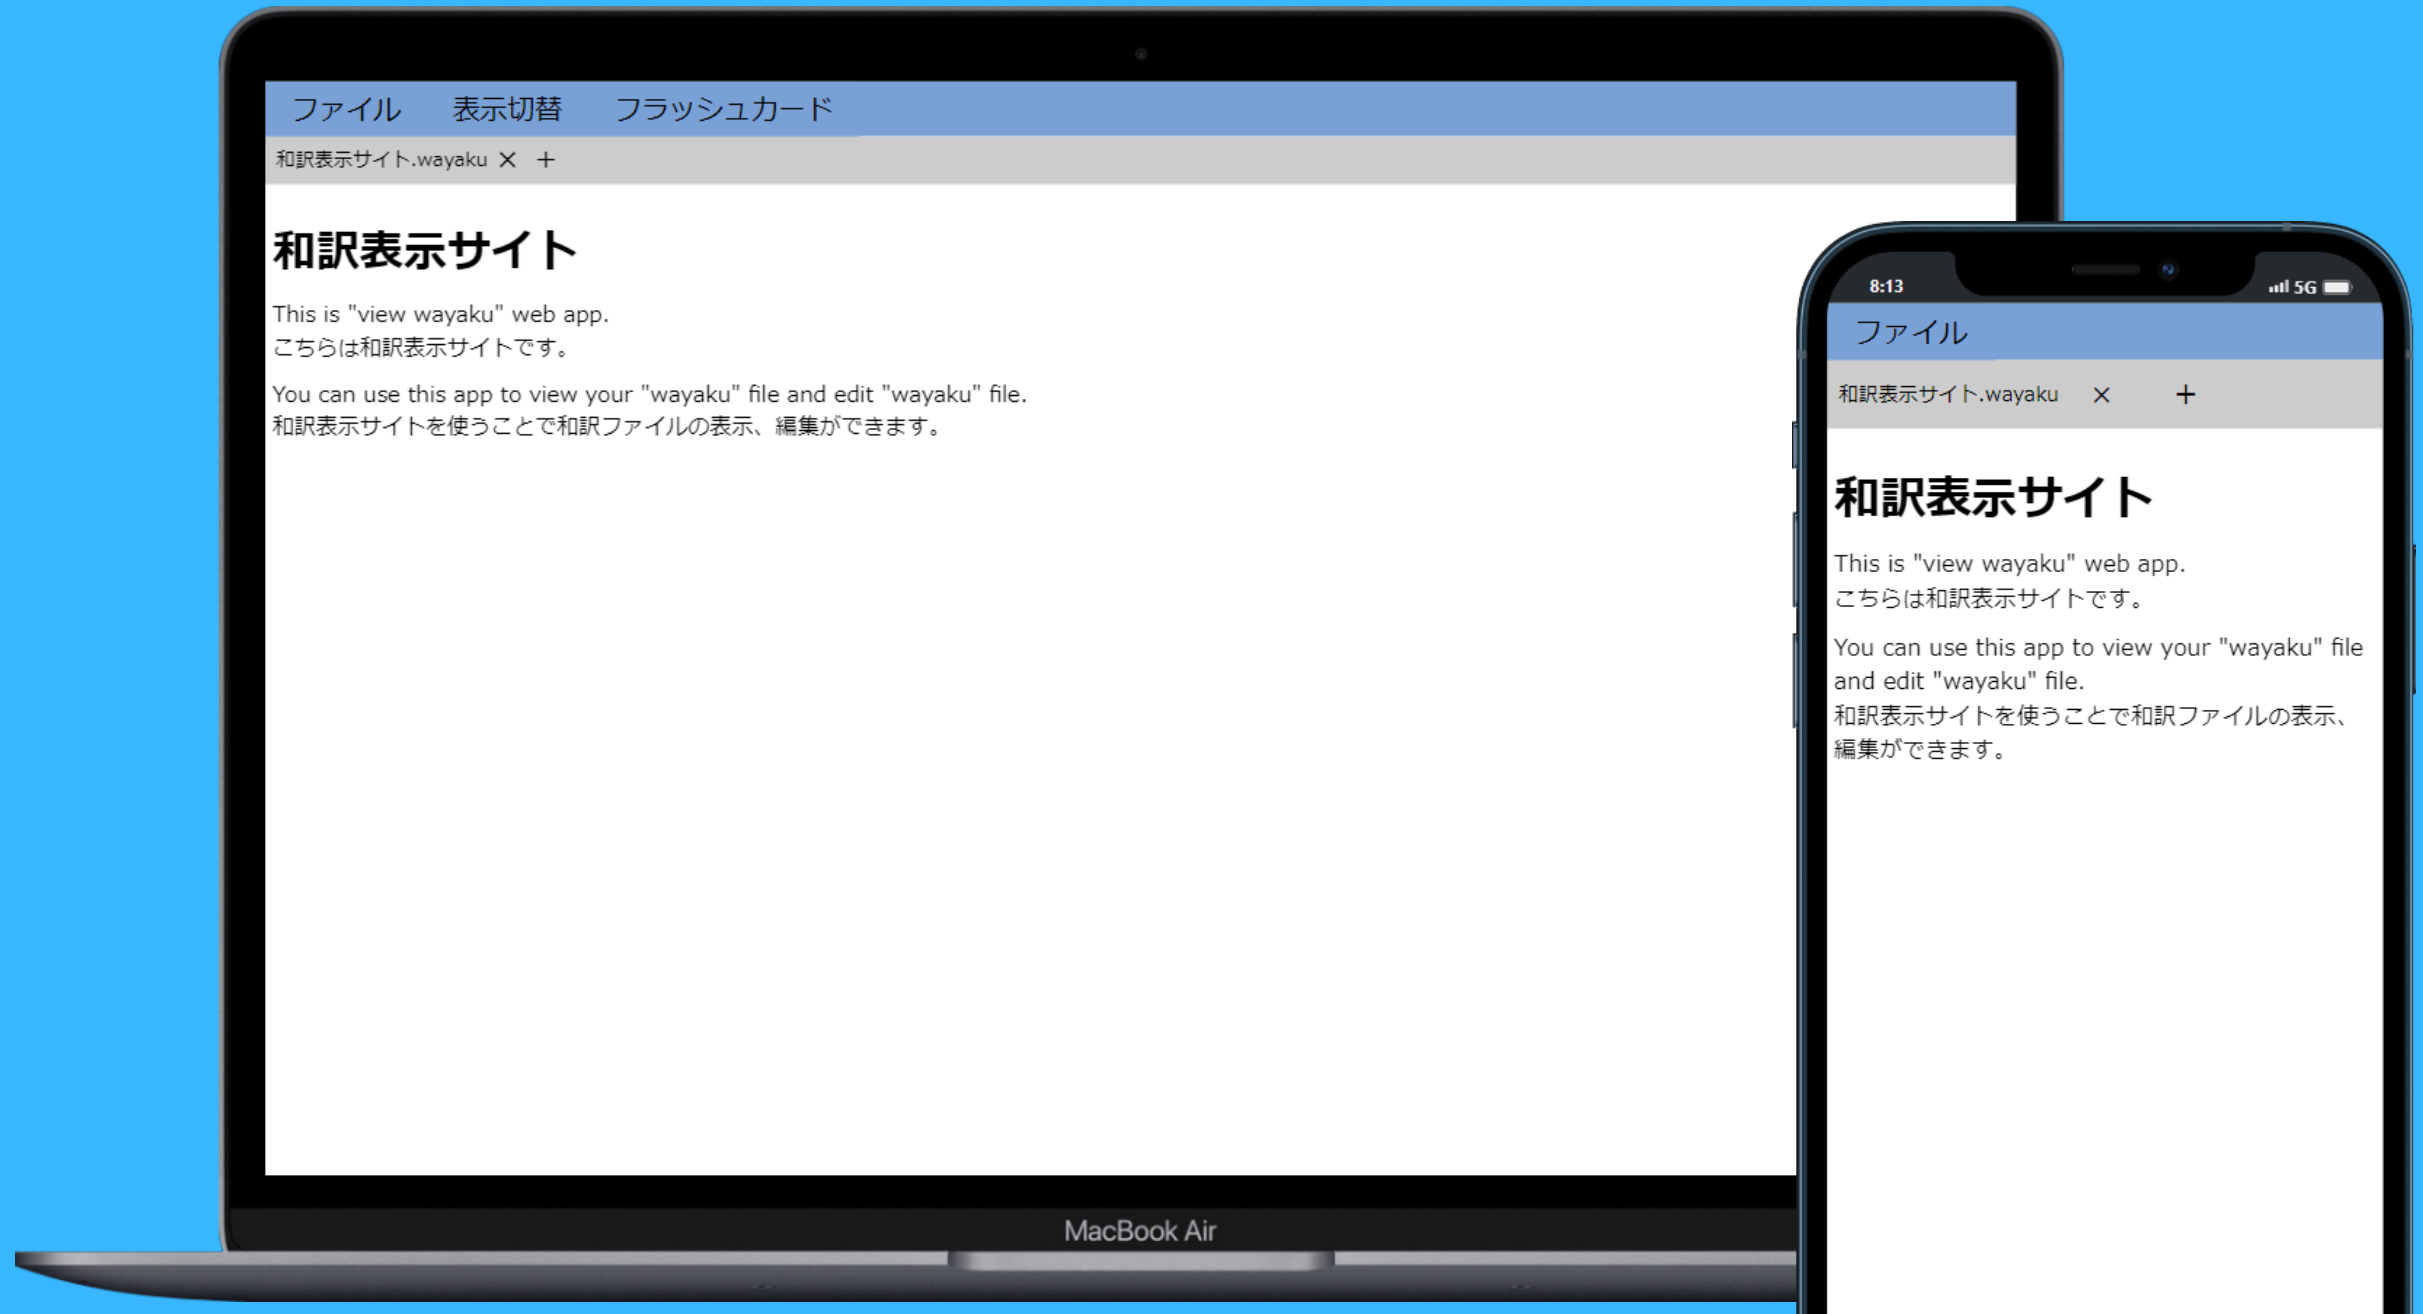 ファイル 表示切替 フラッシュカード
和訳表示サイト.wayaku × +
和訳表示サイト
This is "view wayaku" web app.
こちらは和訳表示サイトです。
You can use this app to view your "wayaku" file and edit "wayaku" file.
和訳表示サイトを使うことで和訳ファイルの表示、編集ができます。
MacBook Air
8:13 5G
ファイル
和訳表示サイト.wayaku × +
和訳表示サイト
This is "view wayaku" web app.
こちらは和訳表示サイトです。
You can use this app to view your "wayaku" file
and edit "wayaku" file.
和訳表示サイトを使うことで和訳ファイルの表示、
編集ができます。